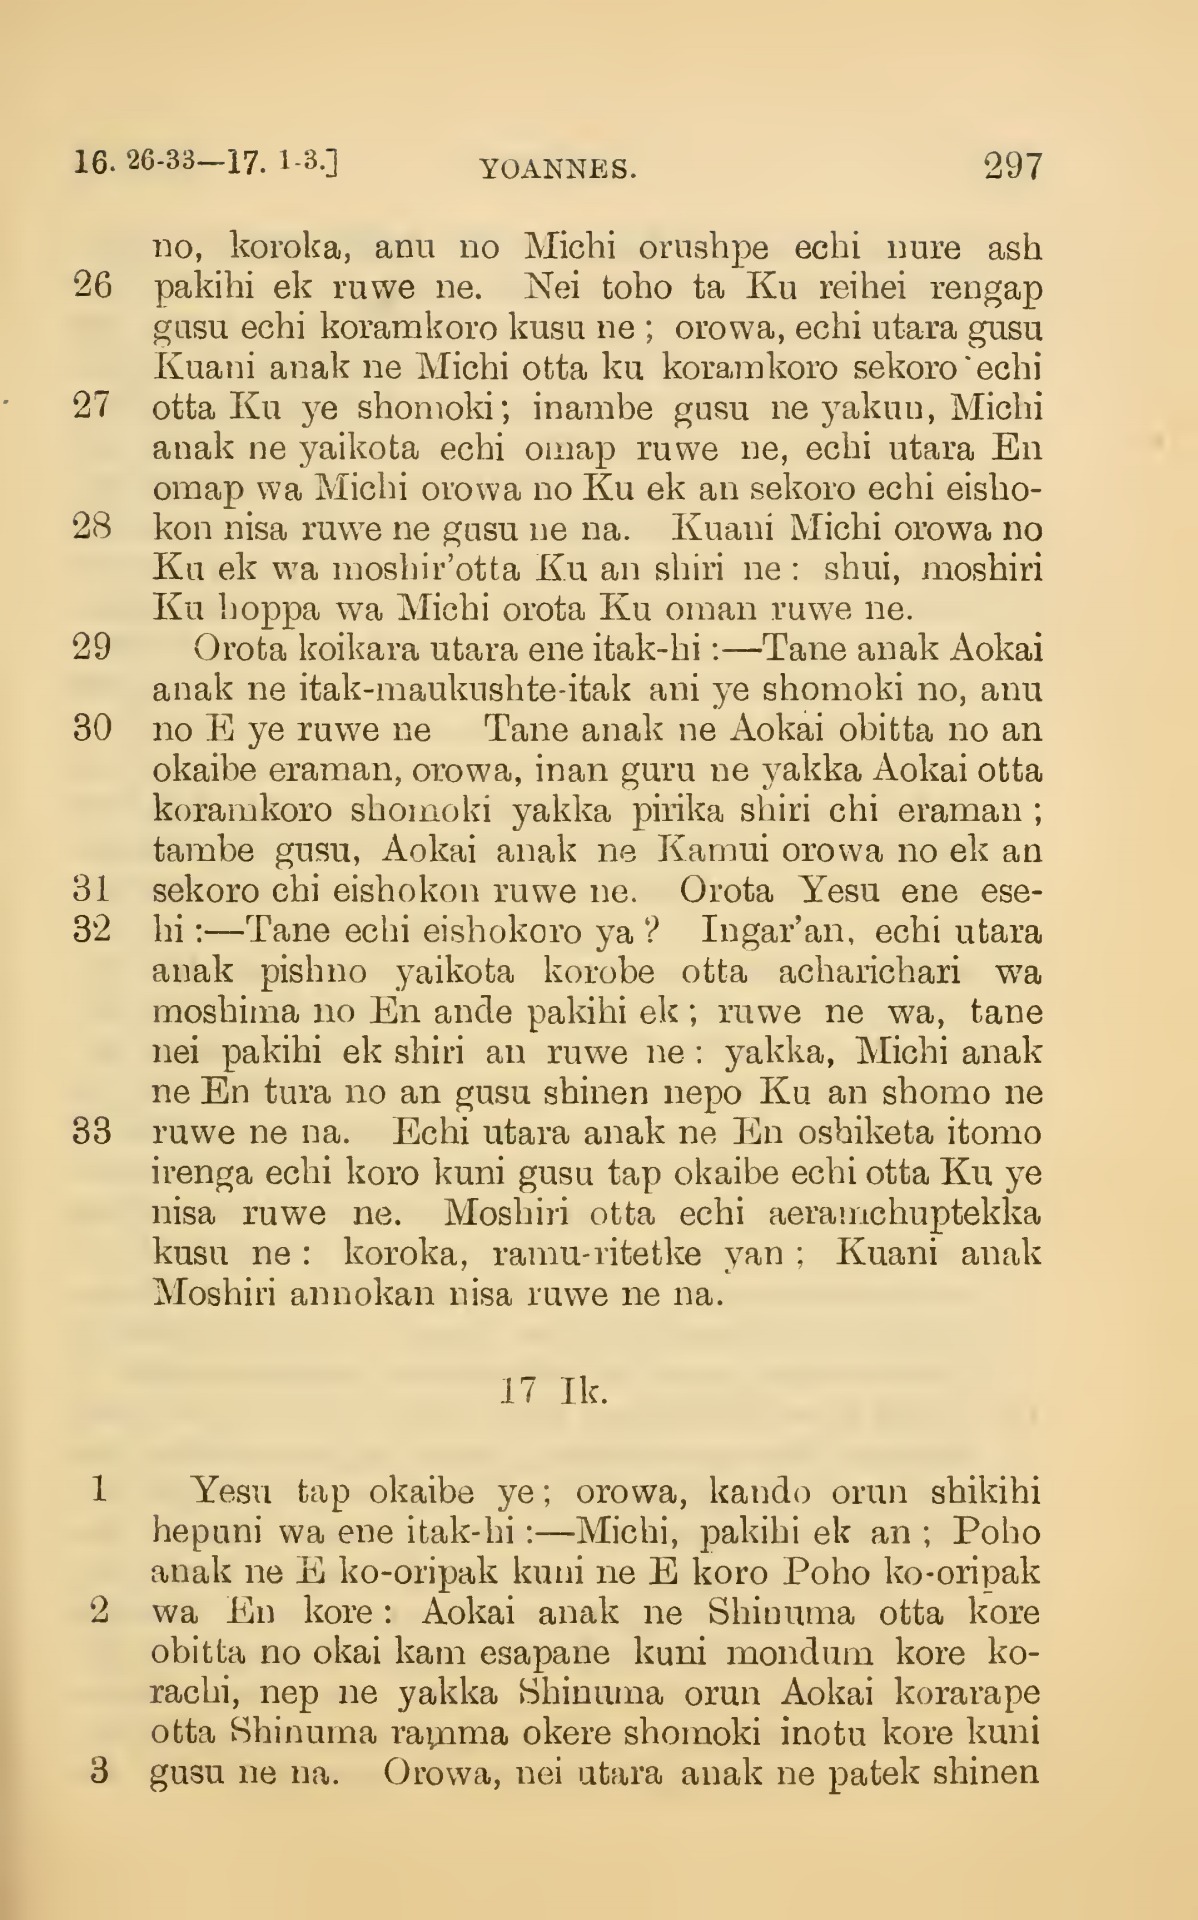 16. 26-33—17. 1-3.] YOANNES. 297
no, koroka, anu no Michi orushpe echi nure ash
26 pakihi ek ruwe ne. Nei toho ta Ku reihei rengap
gusu echi koramkoro kusu ne ; orowa, echi utara gusu
Kuani anak ne Michi otta ku koramkoro sekoro echi
27 otta Ku ye shomoki ; inambe gusu ne yakun, Michi
anak ne yaikota echi omap ruwe ne, echi utara En
omap wa Michi orowa no Ku ek an sekoro echi eisho-
28 kon nisa ruwe ne gusu ne na. Kuani Michi orowa no
Ku ek wa moshir'otta Ku an shiri ne : shui, moshiri
Ku hoppa wa Michi orota Ku oman ruwe ne.
29 Orota koikara utara ene itak-hi :—Tane anak Aokai
anak ne itak-maukushte-itak ani ye shomoki no, anu
30 no E ye ruwe ne Tane anak ne Aokai obitta no an
okaibe eraman, orowa, inan guru ne yakka Aokai otta
koramkoro shomoki yakka pirika shiri chi eraman ;
tambe gusu, Aokai anak ne Kamui orowa no ek an
31 sekoro chi eishokon ruwe ne. Orota Yesu ene ese-
32 hi :—Tane echi eishokoro ya ? Ingar'an, echi utara
anak pishno yaikota korobe otta acharichari wa
moshima no En ande pakihi ek ; ruwe ne wa, tane
nei pakihi ek shiri an ruwe ne : yakka, Michi anak
ne En tura no an gusu shinen nepo Ku an shomo ne
33 ruwe ne na. Echi utara anak ne En oshiketa itomo
irenga echi koro kuni gusu tap okaibe echi otta Ku ye
nisa ruwe ne. Moshiri otta echi aeramchuptekka
kusu ne : koroka, ramu-ritetke yan ; Kuani anak
Moshiri annokan nisa ruwe ne na.
17 Ik.
1 Yesu tap okaibe ye ; orowa, kando orun shikihi
hepuni wa ene itak-hi :—Michi, pakihi ek an ; Poho
anak ne E ko-oripak kuni ne E koro Poho ko-oripak
2 wa En kore : Aokai anak ne Shinuma otta kore
obitta no okai kam esapane kuni mondum kore ko-
rachi, nep ne yakka Shinuma orun Aokai korarape
otta Shinuma ramma okere shomoki inotu kore kuni
3 gusu ne na. Orowa, nei utara anak ne patek shinen